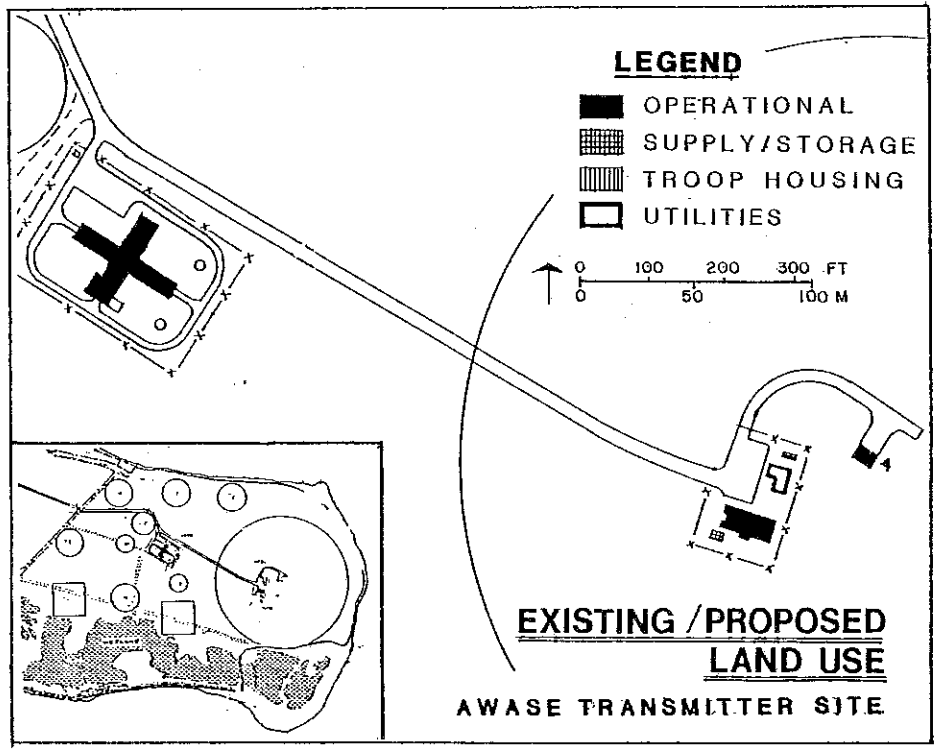 LEGEND
OPERATIONAL
SUPPLY/STORAGE
TROOP HOUSING
UTILITIES
0 100 200 300 FT
0 50 100 M
4
EXISTING/PROPOSED
LAND USE
AWASE TRANSMITTER SITE